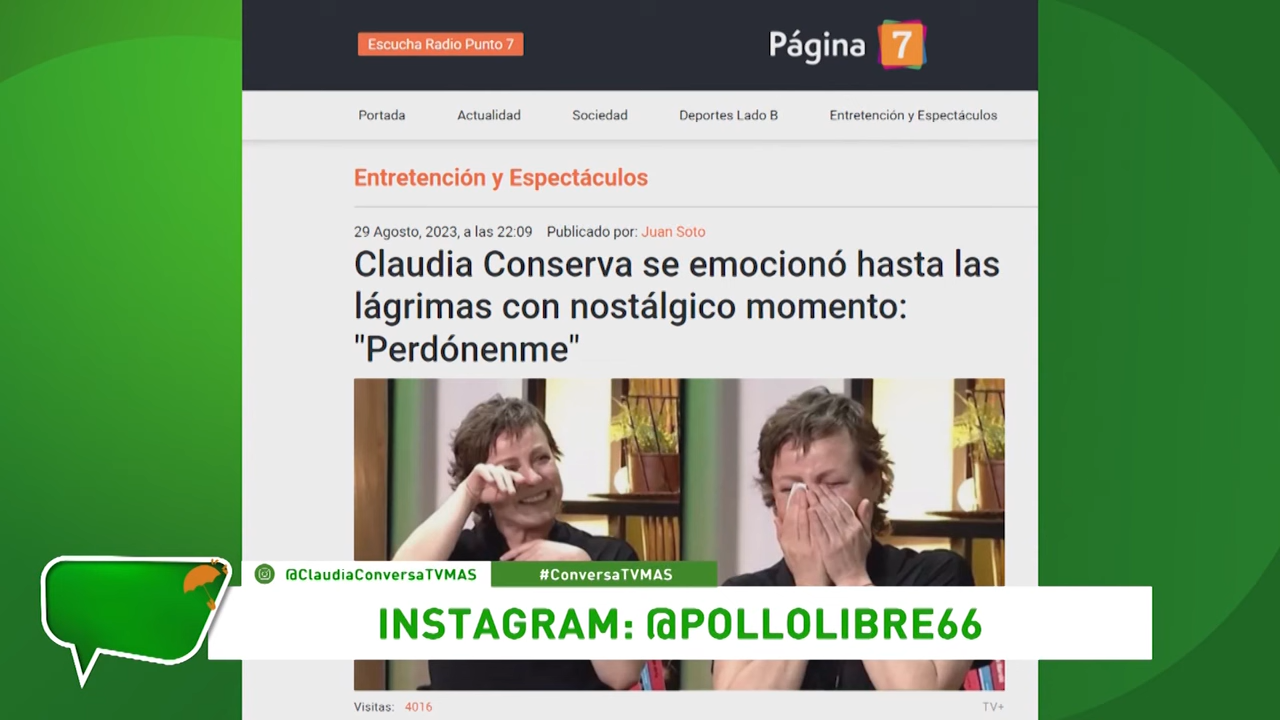 Escucha Radio Punto 7
Página 7
Portada Actualidad Sociedad Deportes Lado B Entretención y Espectáculos
Entretención y Espectáculos
29 Agosto, 2023, a las 22:09 Publicado por: Juan Soto
Claudia Conserva se emocionó hasta las
lágrimas con nostálgico momento:
"Perdónenme"
@ClaudiaConversaTVMAS #ConversaTVMAS
INSTAGRAM: @POLLOLIBRE66
Visitas: 4016 TV+